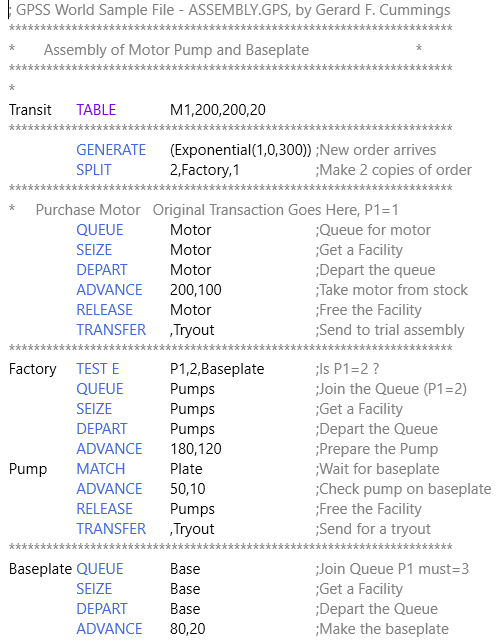 ; GPSS World Sample File - ASSEMBLY.GPS, by Gerard F. Cummings
**********************************************************************
*       Assembly of Motor Pump and Baseplate                         *
**********************************************************************
*
Transit TABLE M1,200,200,20
**********************************************************************
GENERATE (Exponential(1,0,300)) ;New order arrives
SPLIT 2,Factory,1 ;Make 2 copies of order
**********************************************************************
* Purchase Motor Original Transaction Goes Here, P1=1
QUEUE Motor ;Queue for motor
SEIZE Motor ;Get a Facility
DEPART Motor ;Depart the queue
ADVANCE 200,100 ;Take motor from stock
RELEASE Motor ;Free the Facility
TRANSFER ,Tryout ;Send to trial assembly
**********************************************************************
Factory TEST E P1,2,Baseplate ;Is P1=2 ?
QUEUE Pumps ;Join the Queue (P1=2)
SEIZE Pumps ;Get a Facility
DEPART Pumps ;Depart the Queue
ADVANCE 180,120 ;Prepare the Pump
Pump MATCH Plate ;Wait for baseplate
ADVANCE 50,10 ;Check pump on baseplate
RELEASE Pumps ;Free the Facility
TRANSFER ,Tryout ;Send for a tryout
**********************************************************************
Baseplate QUEUE Base ;Join Queue P1 must=3
SEIZE Base ;Get a Facility
DEPART Base ;Depart the Queue
ADVANCE 80,20 ;Make the baseplate